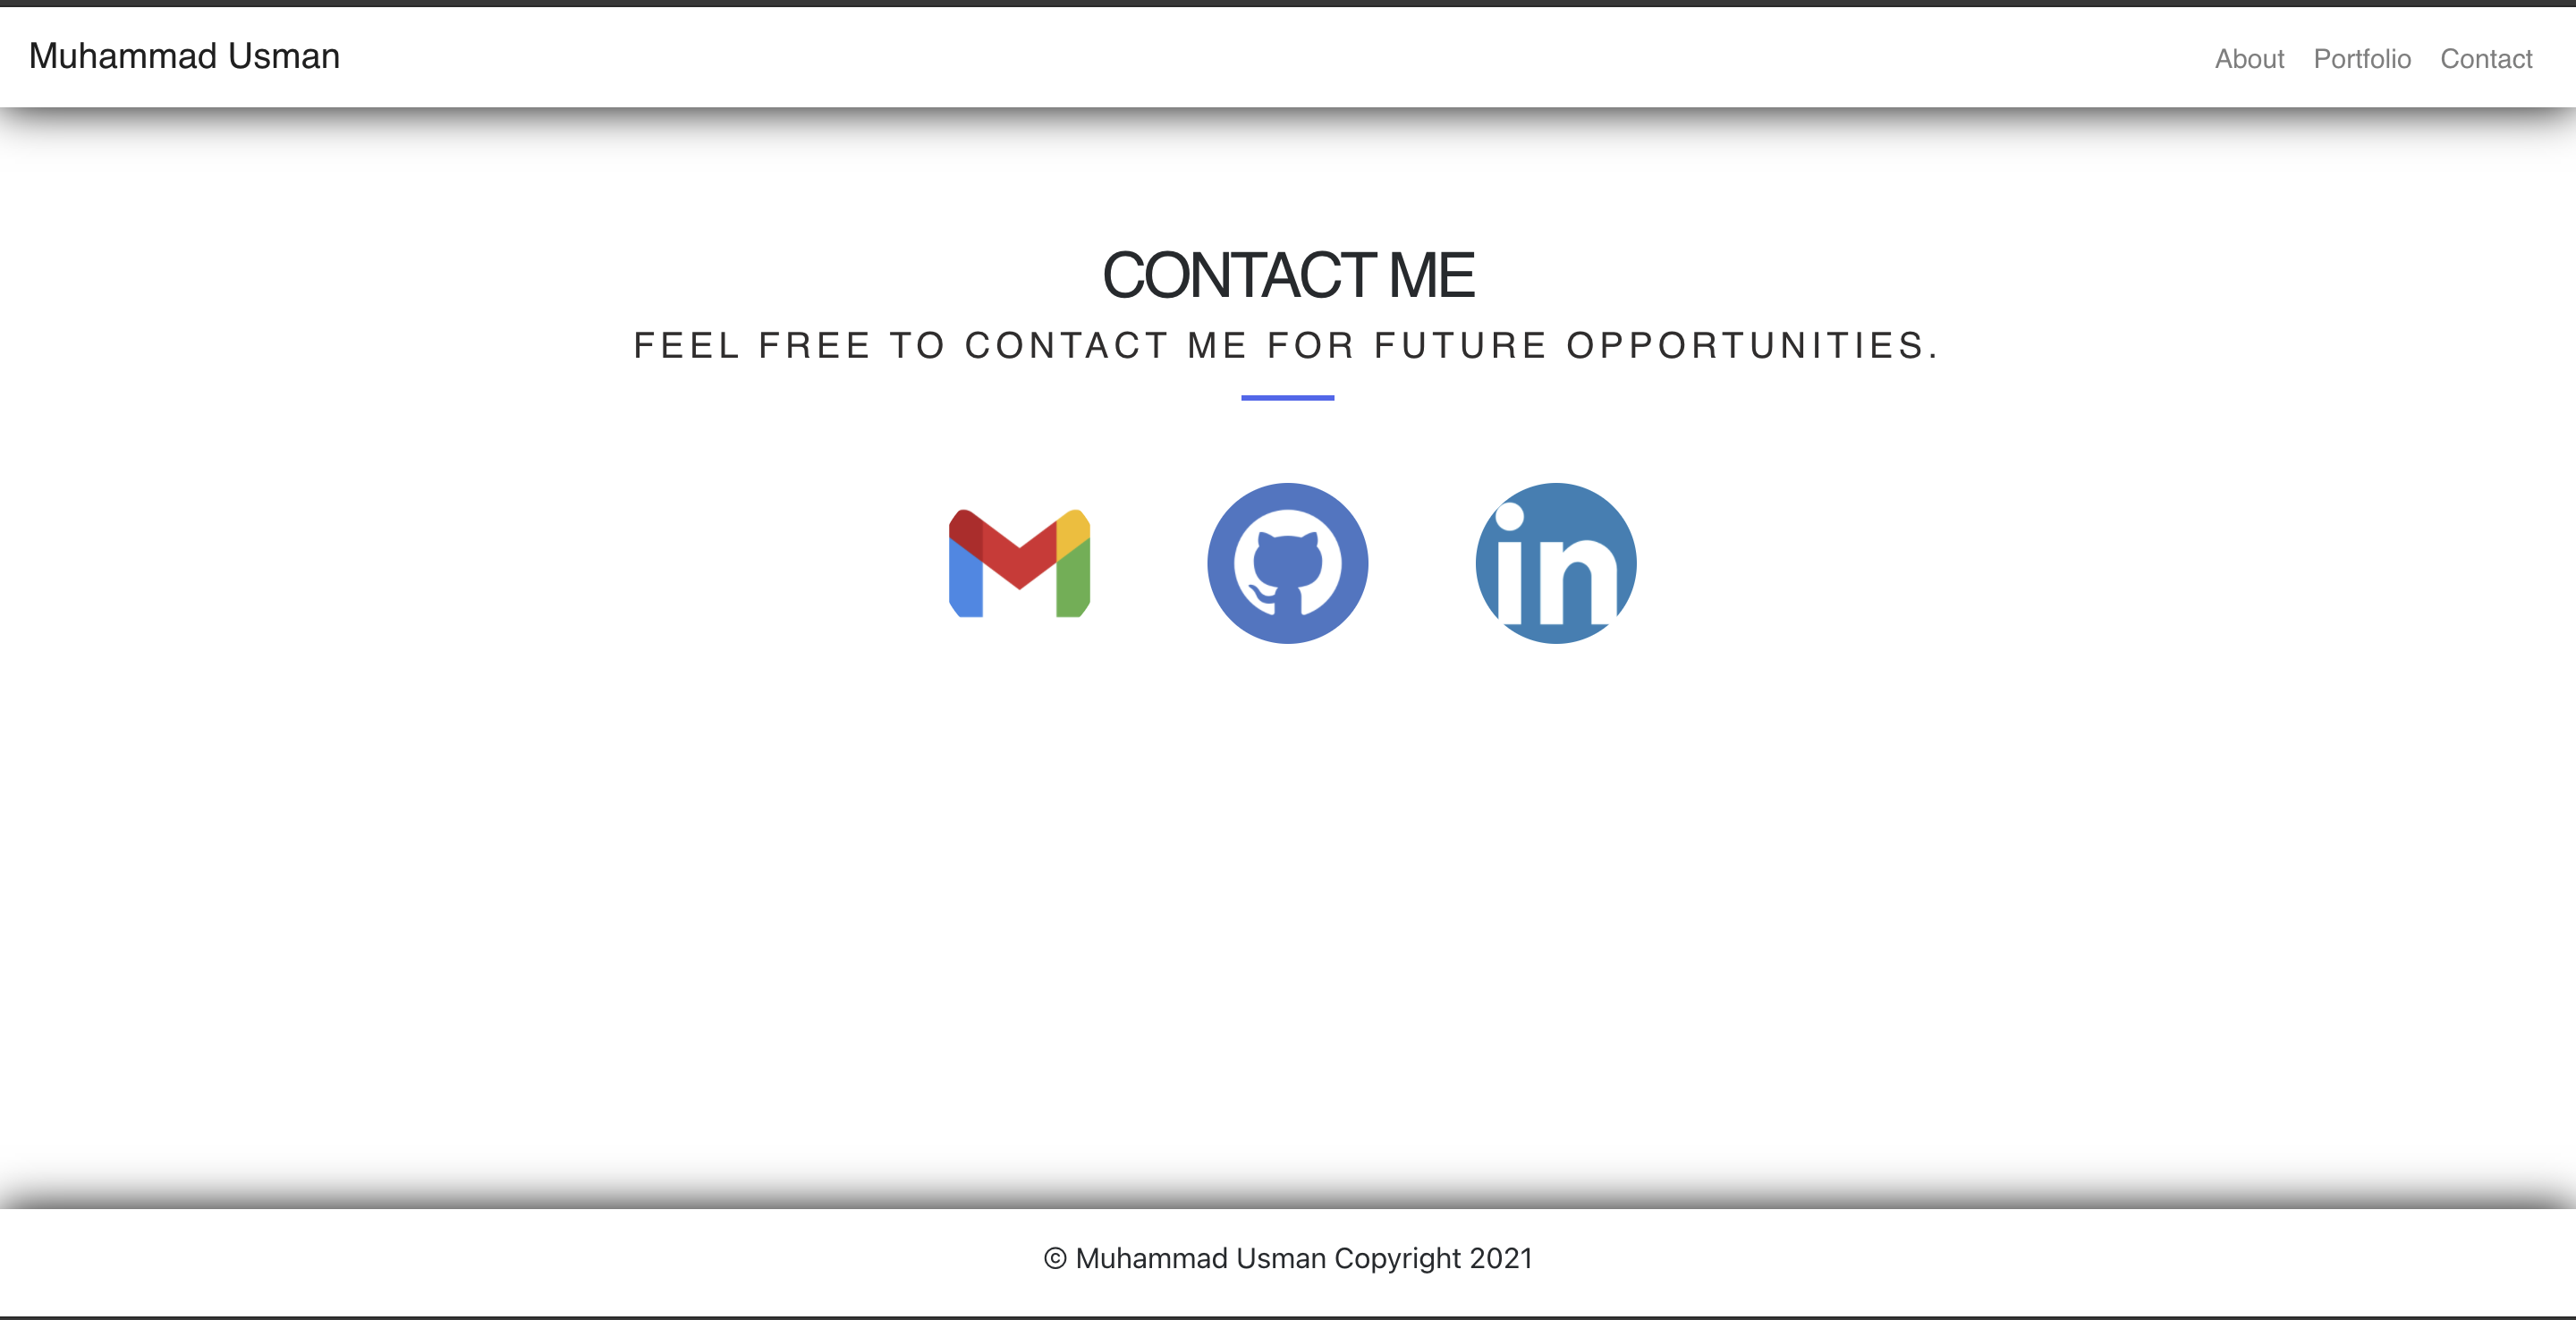 Muhammad Usman
About Portfolio Contact
CONTACT ME
FEEL FREE TO CONTACT ME FOR FUTURE OPPORTUNITIES.
in
© Muhammad Usman Copyright 2021